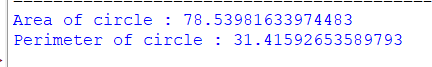 Area of circle : 78.53981633974483
Perimeter of circle : 31.41592653589793